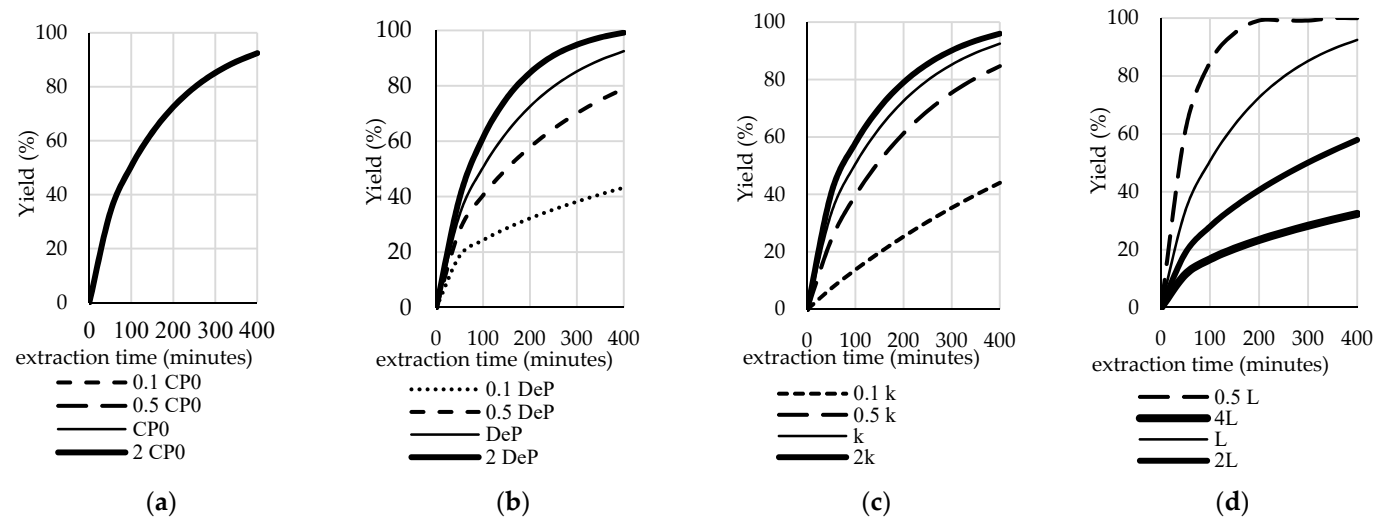 100
80
60
40
20
0
Yield (%)
0 100 200 300 400
extraction time (minutes)
0.1 CP0
0.5 CP0
CP0
2 CP0
(a)
100
80
60
40
20
0
Yield (%)
0 100 200 300 400
extraction time (minutes)
0.1 DeP
0.5 DeP
DeP
2 DeP
(b)
100
80
60
40
20
0
Yield (%)
0 100 200 300 400
extraction time (minutes)
0.1 k
0.5 k
k
2k
(c)
100
80
60
40
20
0
Yield (%)
0 100 200 300 400
extraction time (minutes)
0.5 L
4L
L
2L
(d)